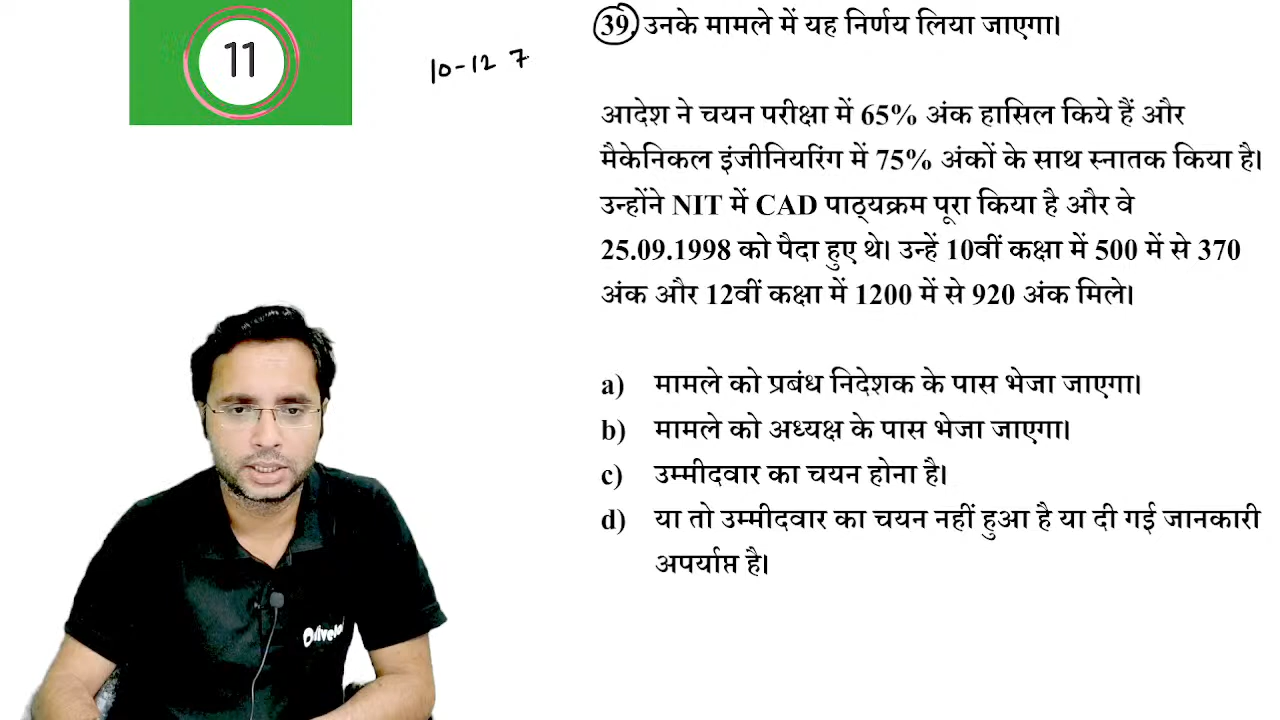 11
10-12 7
39. उनके मामले में यह निर्णय लिया जाएगा।
आदेश ने चयन परीक्षा में 65% अंक हासिल किये हैं और
मैकेनिकल इंजीनियरिंग में 75% अंकों के साथ स्नातक किया है।
उन्होंने NIT में CAD पाठ्यक्रम पूरा किया है और वे
25.09.1998 को पैदा हुए थे। उन्हें 10वीं कक्षा में 500 में से 370
अंक और 12वीं कक्षा में 1200 में से 920 अंक मिले।
a) मामले को प्रबंध निदेशक के पास भेजा जाएगा।
b) मामले को अध्यक्ष के पास भेजा जाएगा।
c) उम्मीदवार का चयन होना है।
d) या तो उम्मीदवार का चयन नहीं हुआ है या दी गई जानकारी
अपर्याप्त है।